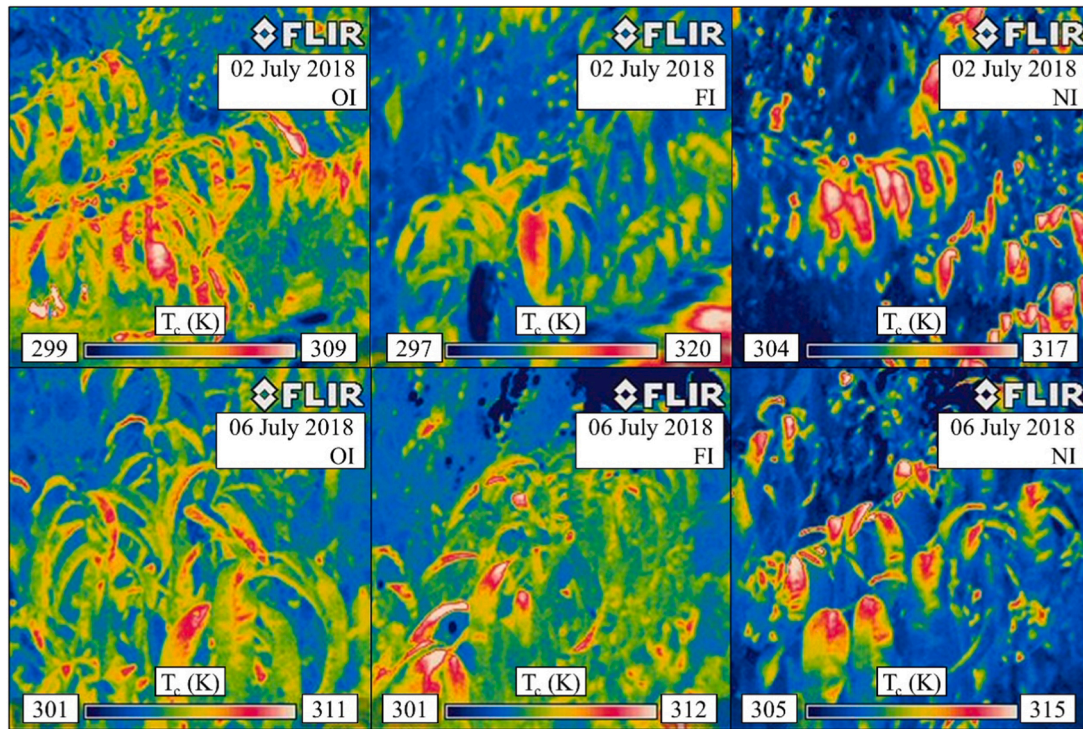 FLIR
02 July 2018
OI
T_c (K)
299 309
FLIR
02 July 2018
FI
T_c (K)
297 320
FLIR
02 July 2018
NI
T_c (K)
304 317
FLIR
06 July 2018
OI
T_c (K)
301 311
FLIR
06 July 2018
FI
T_c (K)
301 312
FLIR
06 July 2018
NI
T_c (K)
305 315